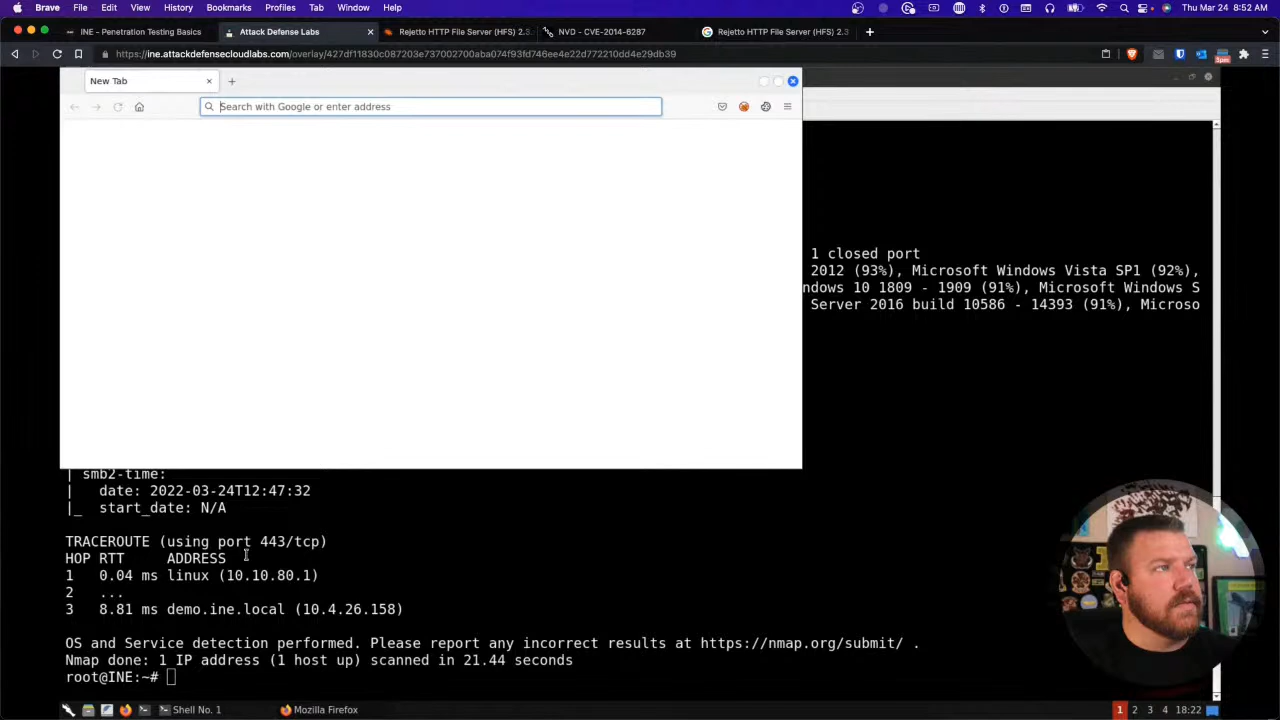 Brave File Edit View History Bookmarks Profiles Tab Window Help Thu Mar 24 8:52 AM
INE - Penetration Testing Basics Attack Defense Labs Rejetto HTTP File Server (HFS) 2.3. NVD - CVE-2014-6287 Rejetto HTTP File Server (HFS) 2.3
https://ine.attackdefensecloudlabs.com/overlay/427df11830c087203e737002700aba074f93fd746ee4e22d772210dd4e29db39
5pm
New Tab
Search with Google or enter address
1 closed port
2012 (93%), Microsoft Windows Vista SP1 (92%),
ndows 10 1809 - 1909 (91%), Microsoft Windows S
Server 2016 build 10586 - 14393 (91%), Microso
| smb2-time:
|   date: 2022-03-24T12:47:32
|_  start_date: N/A
TRACEROUTE (using port 443/tcp)
HOP RTT     ADDRESS
1   0.04 ms linux (10.10.80.1)
2   ...
3   8.81 ms demo.ine.local (10.4.26.158)
OS and Service detection performed. Please report any incorrect results at https://nmap.org/submit/ .
Nmap done: 1 IP address (1 host up) scanned in 21.44 seconds
root@INE:~#
Shell No. 1 Mozilla Firefox 1 2 3 4 18:22